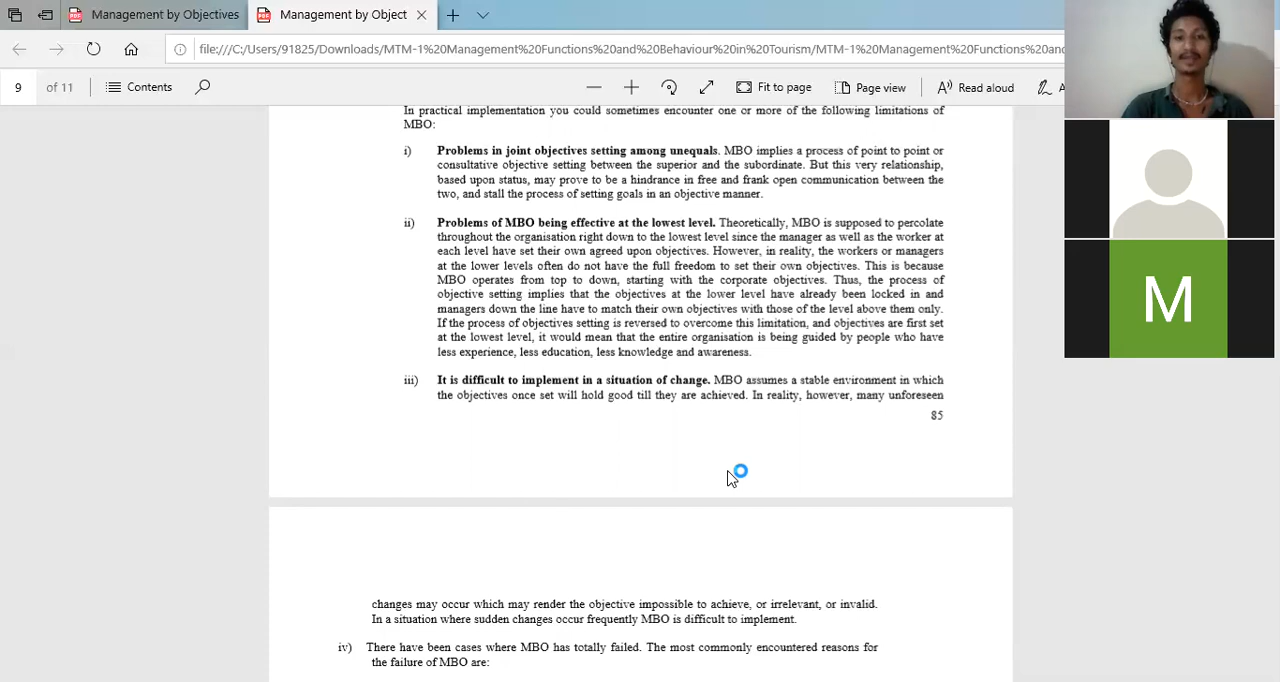 Management by Objectives
Management by Object
file:///C:/Users/91825/Downloads/MTM-1%20Management%20Functions%20and%20Behaviour%20in%20Tourism/MTM-1%20Management%20Functions%20and
9 of 11
Contents
Fit to page
Page view
Read aloud
In practical implementation you could sometimes encounter one or more of the following limitations of
MBO:
i) Problems in joint objectives setting among unequals. MBO implies a process of point to point or
consultative objective setting between the superior and the subordinate. But this very relationship,
based upon status, may prove to be a hindrance in free and frank open communication between the
two, and stall the process of setting goals in an objective manner.
ii) Problems of MBO being effective at the lowest level. Theoretically, MBO is supposed to percolate
throughout the organisation right down to the lowest level since the manager as well as the worker at
each level have set their own agreed upon objectives. However, in reality, the workers or managers
at the lower levels often do not have the full freedom to set their own objectives. This is because
MBO operates from top to down, starting with the corporate objectives. Thus, the process of
objective setting implies that the objectives at the lower level have already been locked in and
managers down the line have to match their own objectives with those of the level above them only.
If the process of objectives setting is reversed to overcome this limitation, and objectives are first set
at the lowest level, it would mean that the entire organisation is being guided by people who have
less experience, less education, less knowledge and awareness.
iii) It is difficult to implement in a situation of change. MBO assumes a stable environment in which
the objectives once set will hold good till they are achieved. In reality, however, many unforeseen
85
changes may occur which may render the objective impossible to achieve, or irrelevant, or invalid.
In a situation where sudden changes occur frequently MBO is difficult to implement.
iv) There have been cases where MBO has totally failed. The most commonly encountered reasons for
the failure of MBO are:
M